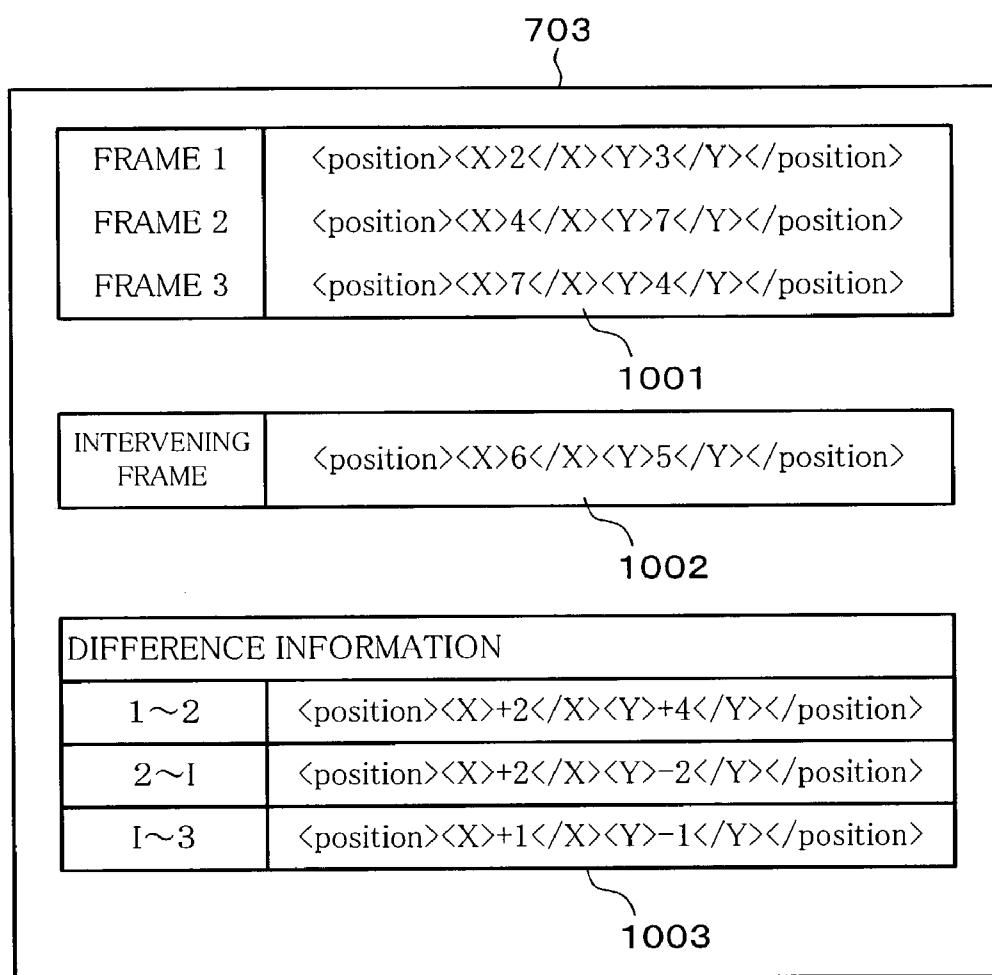 703
FRAME 1 <position><X>2</X><Y>3</Y></position>
FRAME 2 <position><X>4</X><Y>7</Y></position>
FRAME 3 <position><X>7</X><Y>4</Y></position>
1001
INTERVENING
FRAME
<position><X>6</X><Y>5</Y></position>
1002
DIFFERENCE INFORMATION
1~2 <position><X>+2</X><Y>+4</Y></position>
2~I <position><X>+2</X><Y>-2</Y></position>
I~3 <position><X>+1</X><Y>-1</Y></position>
1003